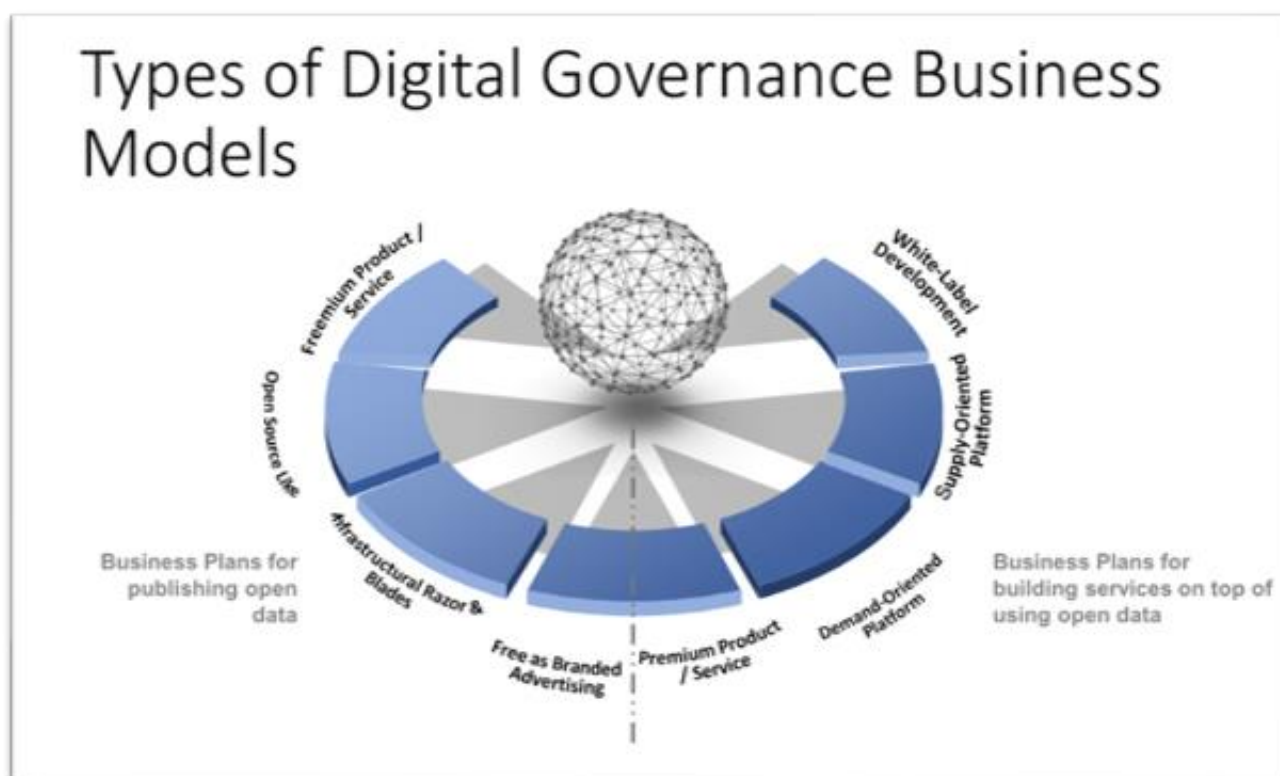 Types of Digital Governance Business
Models
Freemium Product /
Service
Open Source Like
Infrastructural Razor &
Blades
Free as Branded
Advertising
Premium Product
/ Service
Demand-Oriented
Platform
Supply-Oriented
Platform
White-Label
Development
Business Plans for
publishing open
data
Business Plans for
building services on top of
using open data